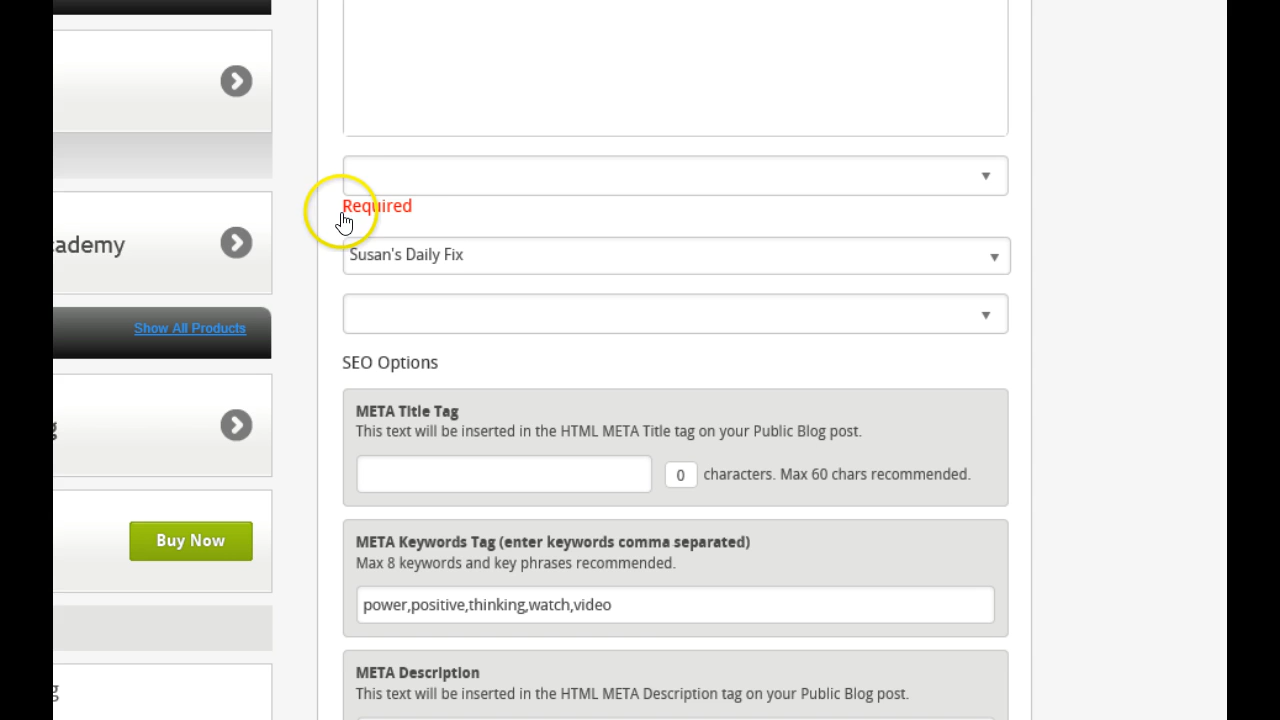 cademy
Show All Products
g
Buy Now
g
Required
Susan's Daily Fix
SEO Options
META Title Tag
This text will be inserted in the HTML META Title tag on your Public Blog post.
0 characters. Max 60 chars recommended.
META Keywords Tag (enter keywords comma separated)
Max 8 keywords and key phrases recommended.
power,positive,thinking,watch,video
META Description
This text will be inserted in the HTML META Description tag on your Public Blog post.